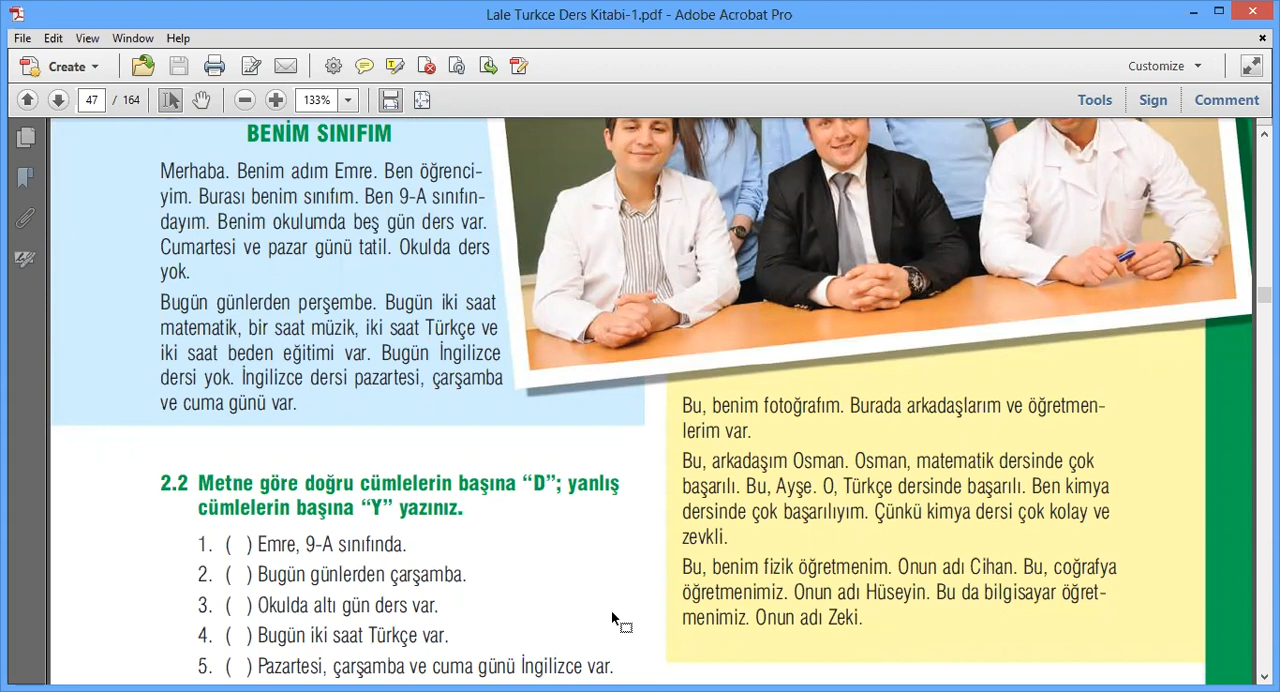 Lale Turkce Ders Kitabi-1.pdf - Adobe Acrobat Pro
File Edit View Window Help
Create Customize
47 / 164 133% Tools Sign Comment
BENİM SINIFIM
Merhaba. Benim adım Emre. Ben öğrenci-
yim. Burası benim sınıfım. Ben 9-A sınıfın-
dayım. Benim okulumda beş gün ders var.
Cumartesi ve pazar günü tatil. Okulda ders
yok.
Bugün günlerden perşembe. Bugün iki saat
matematik, bir saat müzik, iki saat Türkçe ve
iki saat beden eğitimi var. Bugün İngilizce
dersi yok. İngilizce dersi pazartesi, çarşamba
ve cuma günü var.
2.2 Metne göre doğru cümlelerin başına “D”; yanlış
cümlelerin başına “Y” yazınız.
1. ( ) Emre, 9-A sınıfında.
2. ( ) Bugün günlerden çarşamba.
3. ( ) Okulda altı gün ders var.
4. ( ) Bugün iki saat Türkçe var.
5. ( ) Pazartesi, çarşamba ve cuma günü İngilizce var.
Bu, benim fotoğrafım. Burada arkadaşlarım ve öğretmen-
lerim var.
Bu, arkadaşım Osman. Osman, matematik dersinde çok
başarılı. Bu, Ayşe. O, Türkçe dersinde başarılı. Ben kimya
dersinde çok başarılıyım. Çünkü kimya dersi çok kolay ve
zevkli.
Bu, benim fizik öğretmenim. Onun adı Cihan. Bu, coğrafya
öğretmenimiz. Onun adı Hüseyin. Bu da bilgisayar öğret-
menimiz. Onun adı Zeki.